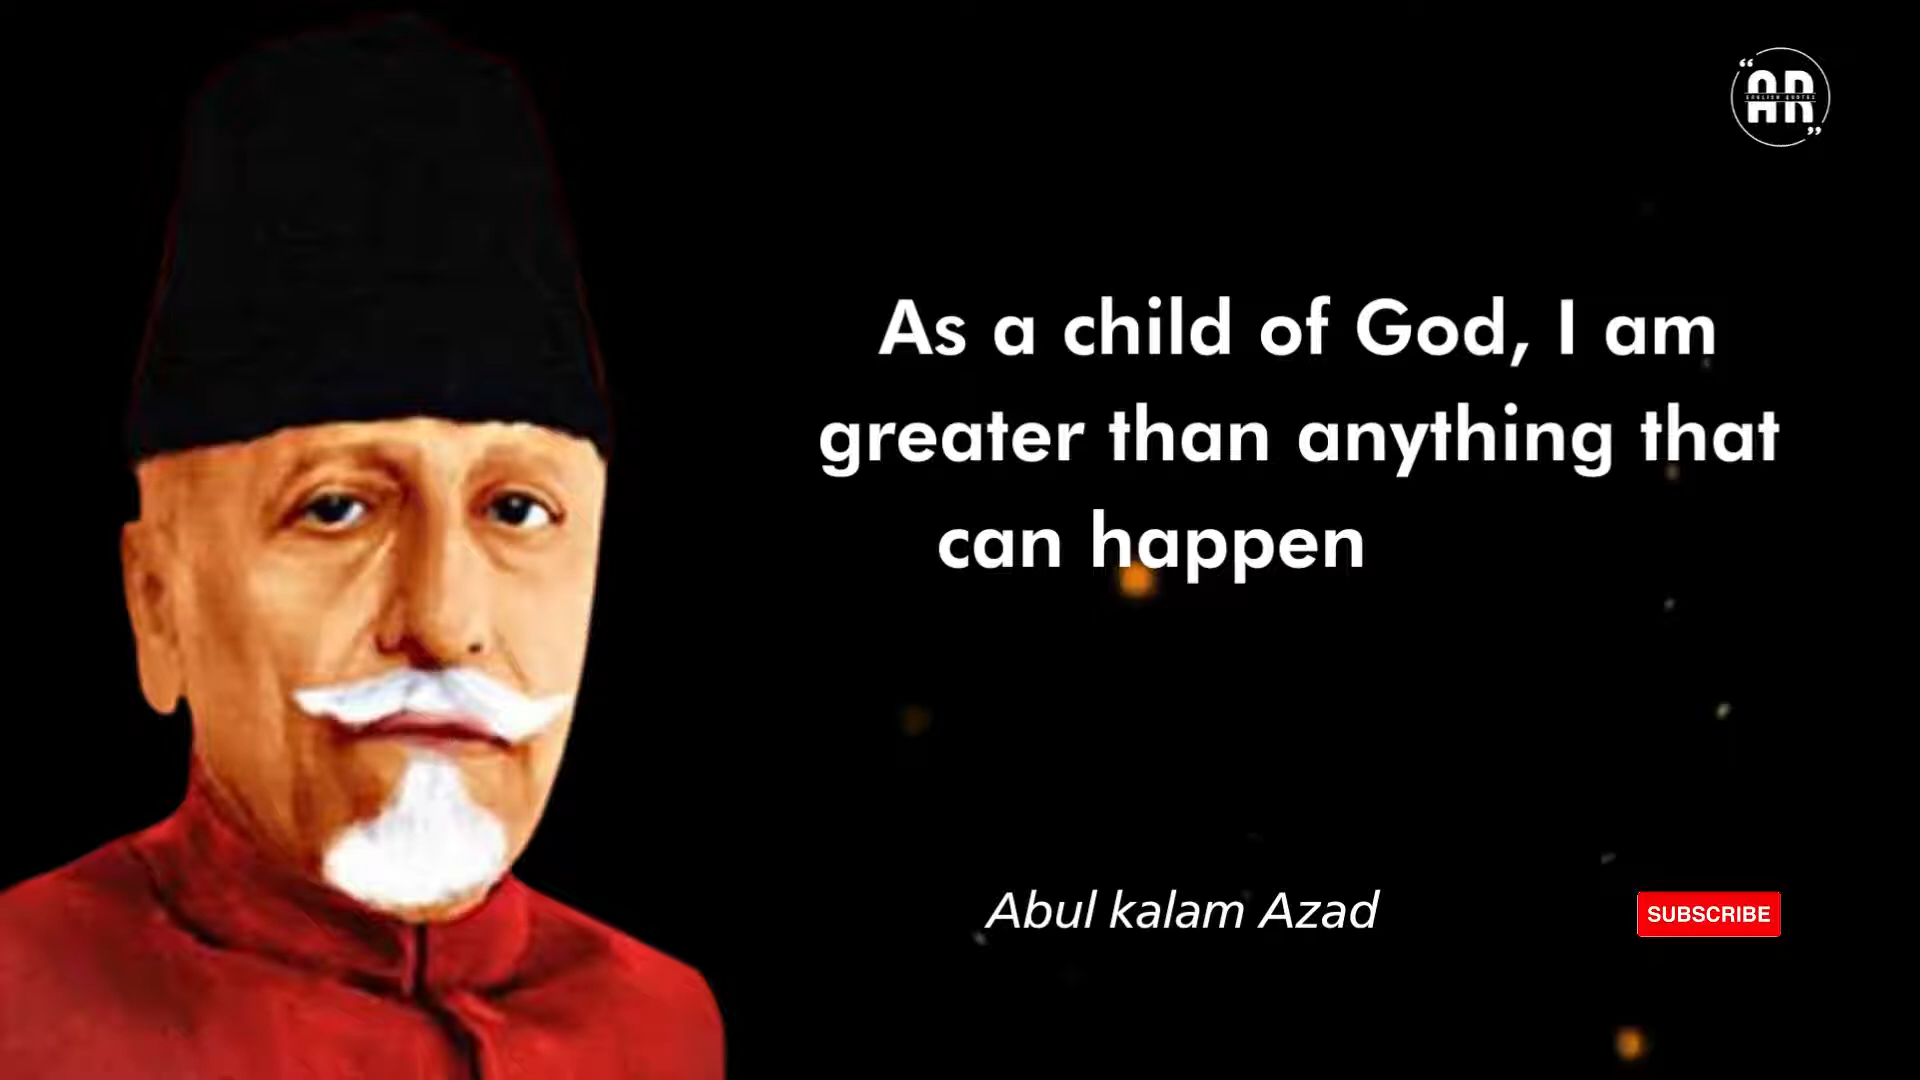 “AR”
As a child of God, I am
greater than anything that
can happen
Abul kalam Azad
SUBSCRIBE